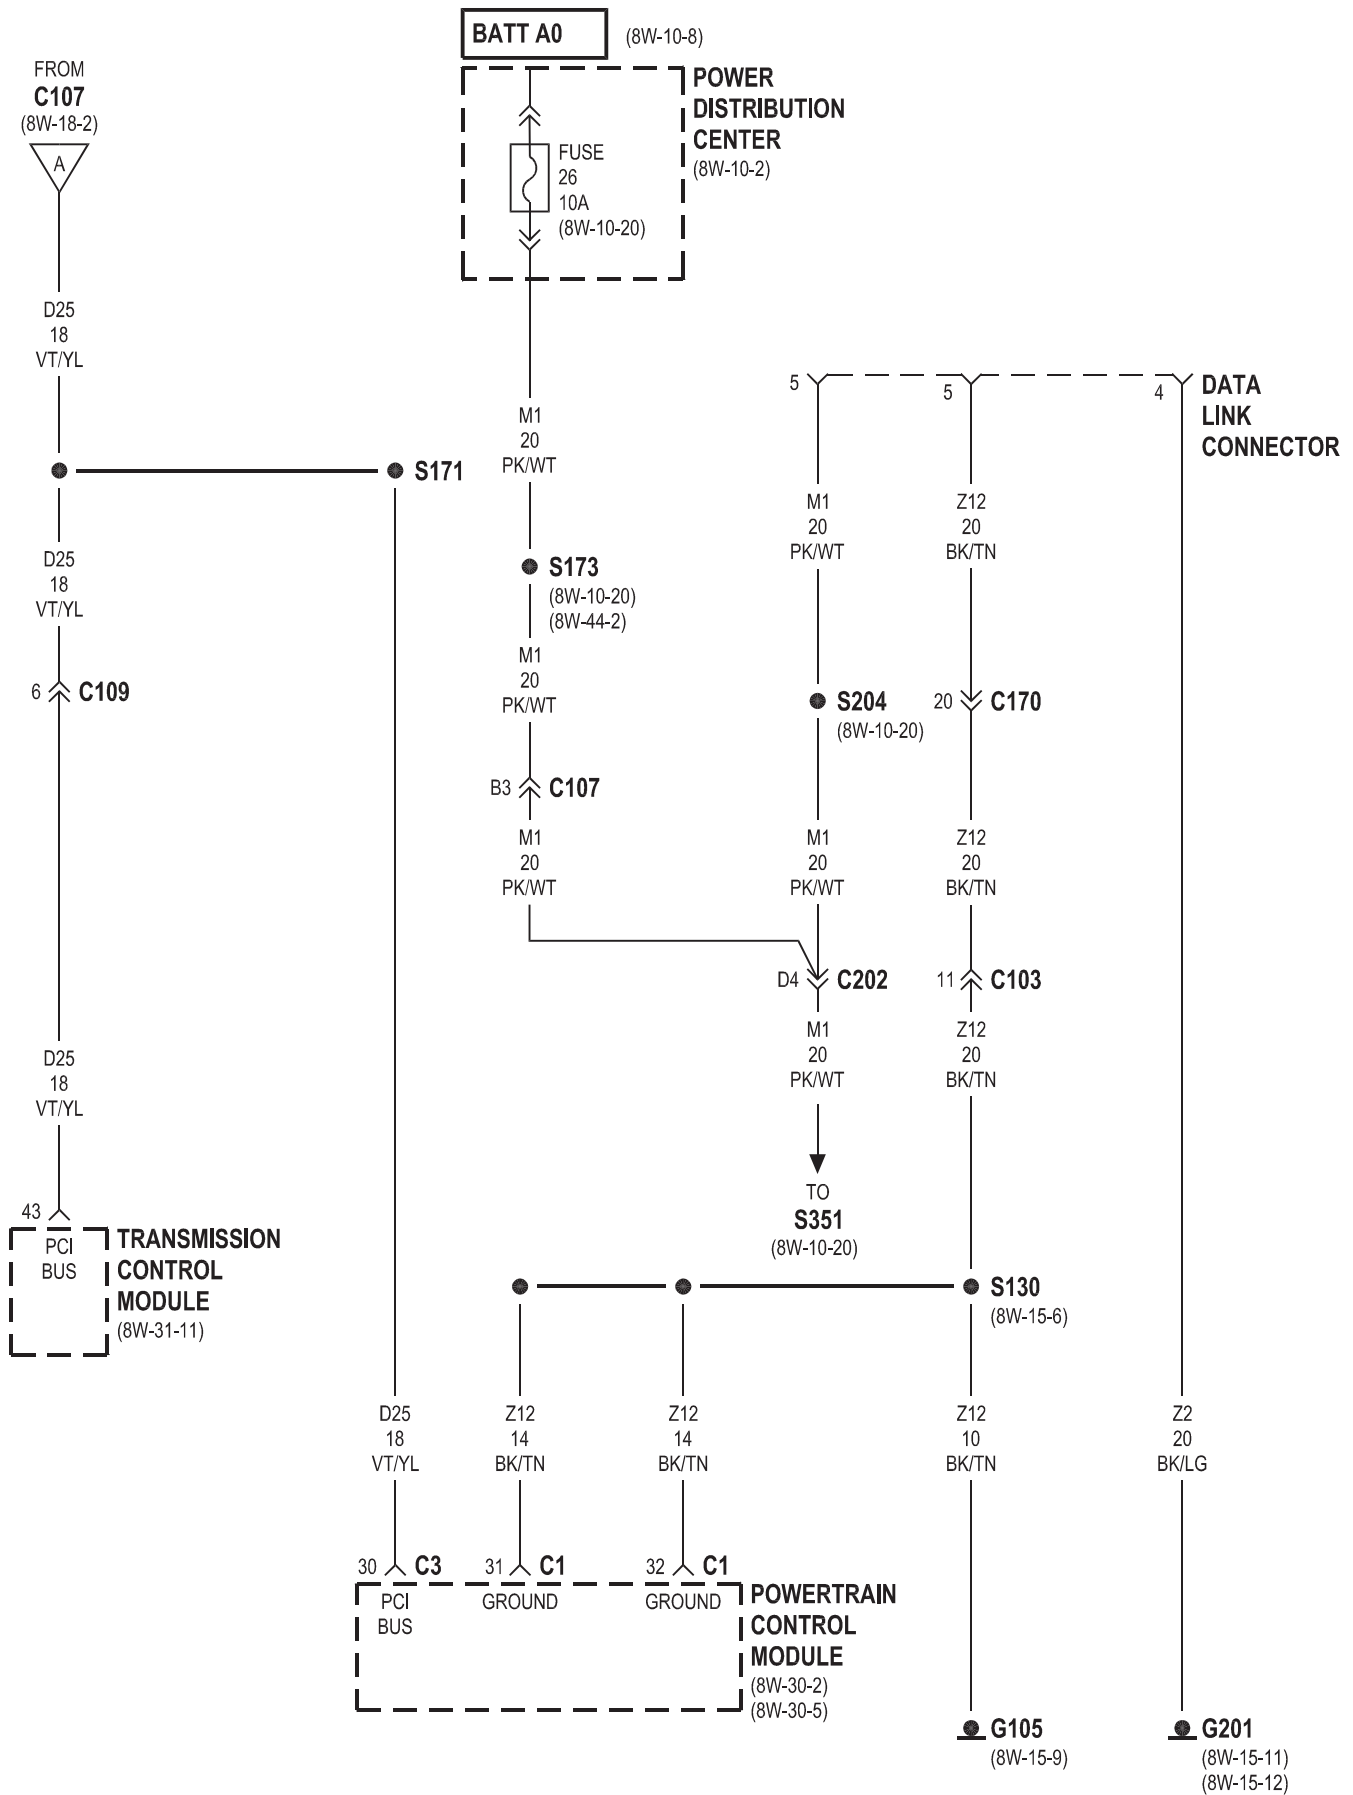 BATT A0
(8W-10-8)
FROM
C107
(8W-18-2)
A
POWER
DISTRIBUTION
CENTER
(8W-10-2)
FUSE
26
10A
(8W-10-20)
D25
18
VT/YL
5
5
4
DATA
LINK
CONNECTOR
M1
20
PK/WT
S171
M1
20
PK/WT
Z12
20
BK/TN
D25
18
VT/YL
S173
(8W-10-20)
(8W-44-2)
M1
20
PK/WT
6
C109
S204
(8W-10-20)
20
C170
B3
C107
M1
20
PK/WT
M1
20
PK/WT
Z12
20
BK/TN
D4
C202
11
C103
M1
20
PK/WT
Z12
20
BK/TN
D25
18
VT/YL
TO
S351
(8W-10-20)
43
PCI
BUS
TRANSMISSION
CONTROL
MODULE
(8W-31-11)
S130
(8W-15-6)
D25
18
VT/YL
Z12
14
BK/TN
Z12
14
BK/TN
Z12
10
BK/TN
Z2
20
BK/LG
30
C3
31
C1
32
C1
PCI
BUS
GROUND
GROUND
POWERTRAIN
CONTROL
MODULE
(8W-30-2)
(8W-30-5)
G105
(8W-15-9)
G201
(8W-15-11)
(8W-15-12)